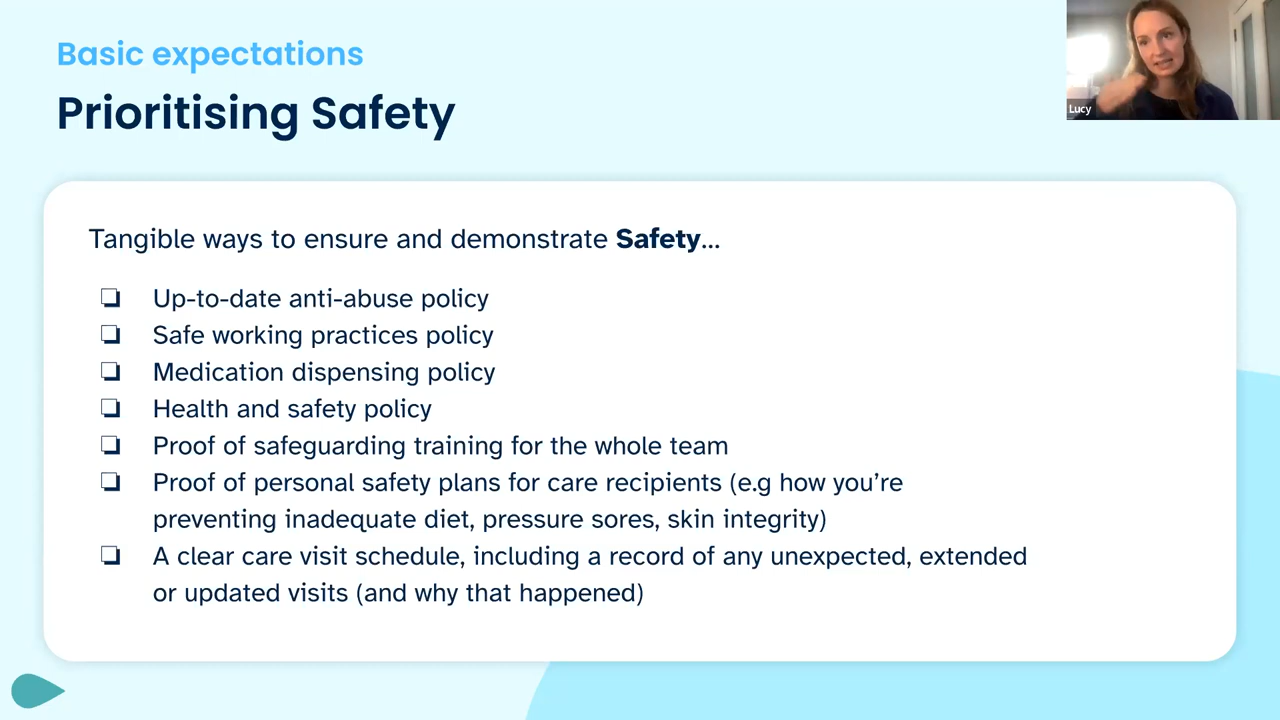 Basic expectations
Prioritising Safety
Lucy
Tangible ways to ensure and demonstrate Safety...
❏ Up-to-date anti-abuse policy
❏ Safe working practices policy
❏ Medication dispensing policy
❏ Health and safety policy
❏ Proof of safeguarding training for the whole team
❏ Proof of personal safety plans for care recipients (e.g how you’re
preventing inadequate diet, pressure sores, skin integrity)
❏ A clear care visit schedule, including a record of any unexpected, extended
or updated visits (and why that happened)